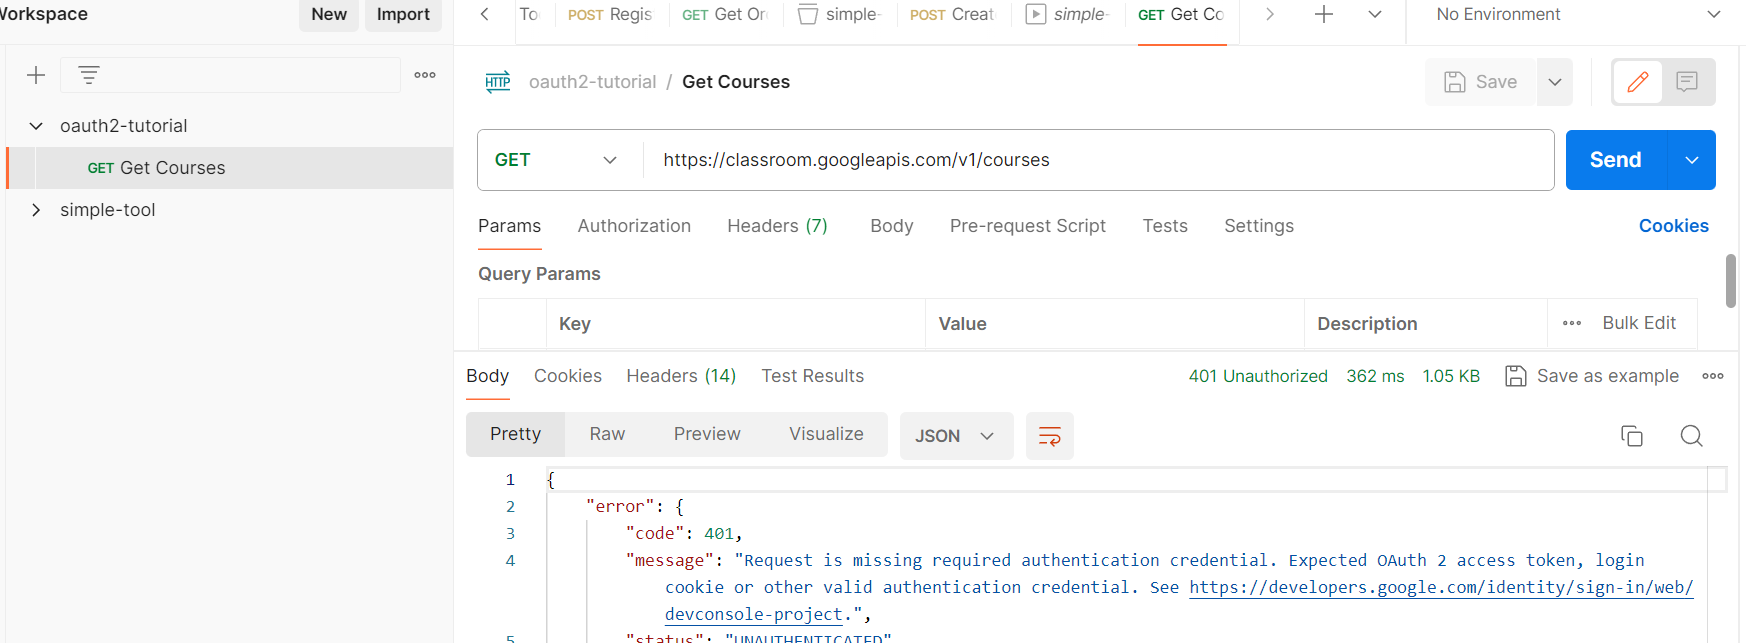 Workspace
New Import
POST Regis GET Get Or simple- POST Creat simple- GET Get Co No Environment
HTTP oauth2-tutorial / Get Courses Save
oauth2-tutorial
GET Get Courses
simple-tool
GET https://classroom.googleapis.com/v1/courses Send
Params Authorization Headers (7) Body Pre-request Script Tests Settings Cookies
Query Params
Key Value Description Bulk Edit
Body Cookies Headers (14) Test Results 401 Unauthorized 362 ms 1.05 KB Save as example
Pretty Raw Preview Visualize JSON
1 {
2 "error": {
3 "code": 401,
4 "message": "Request is missing required authentication credential. Expected OAuth 2 access token, login
cookie or other valid authentication credential. See https://developers.google.com/identity/sign-in/web/
devconsole-project.",
5 "status": "UNAUTHENTICATED"